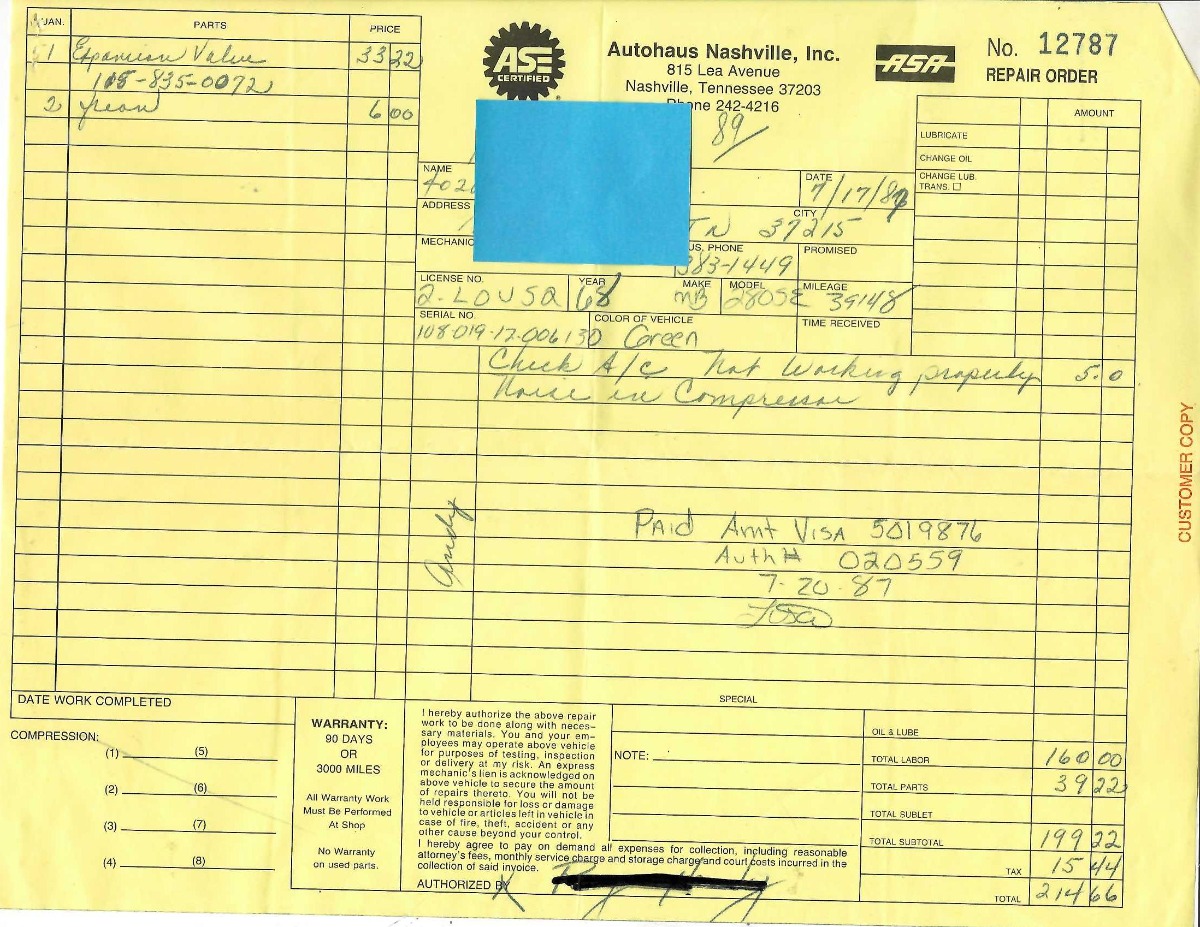 JAN. PARTS PRICE
1 Expansion Valve 33 22
108-835-0072
2 freon 6 00
ASE CERTIFIED
Autohaus Nashville, Inc.
815 Lea Avenue
Nashville, Tennessee 37203
Phone 242-4216
89/
ASA
No. 12787
REPAIR ORDER
AMOUNT
LUBRICATE
CHANGE OIL
CHANGE LUB.
TRANS.
NAME
DATE
7/17/87
ADDRESS
CITY
TN 37215
MECHANIC
US. PHONE
383-1449
PROMISED
LICENSE NO. YEAR MAKE MODEL MILEAGE
2-LOUSQ 68 MB 280SE 39148
SERIAL NO. COLOR OF VEHICLE TIME RECEIVED
108-019-12-006130 Green
Check A/C Not Working properly 5.0
Noise in Compressor
Andy
PAID Amt VISA 5019876
Auth # 020559
7-20-87
Lisa
CUSTOMER COPY
DATE WORK COMPLETED
COMPRESSION:
(1) (5)
(2) (6)
(3) (7)
(4) (8)
WARRANTY:
90 DAYS
OR
3000 MILES
All Warranty Work
Must Be Performed
At Shop
No Warranty
on used parts.
I hereby authorize the above repair
work to be done along with neces-
sary materials. You and your em-
ployees may operate above vehicle
for purposes of testing, inspection
or delivery at my risk. An express
mechanic's lien is acknowledged on
above vehicle to secure the amount
of repairs thereto. You will not be
held responsible for loss or damage
to vehicle or articles left in vehicle in
case of fire, theft, accident or any
other cause beyond your control.
I hereby agree to pay on demand all expenses for collection, including reasonable
attorney's fees, monthly service charge and storage charge and court costs incurred in the
collection of said invoice.
AUTHORIZED BY X
SPECIAL
NOTE:
OIL & LUBE
TOTAL LABOR 160 00
TOTAL PARTS 39 22
TOTAL SUBLET
TOTAL SUBTOTAL 199 22
TAX 15 44
TOTAL 214 66